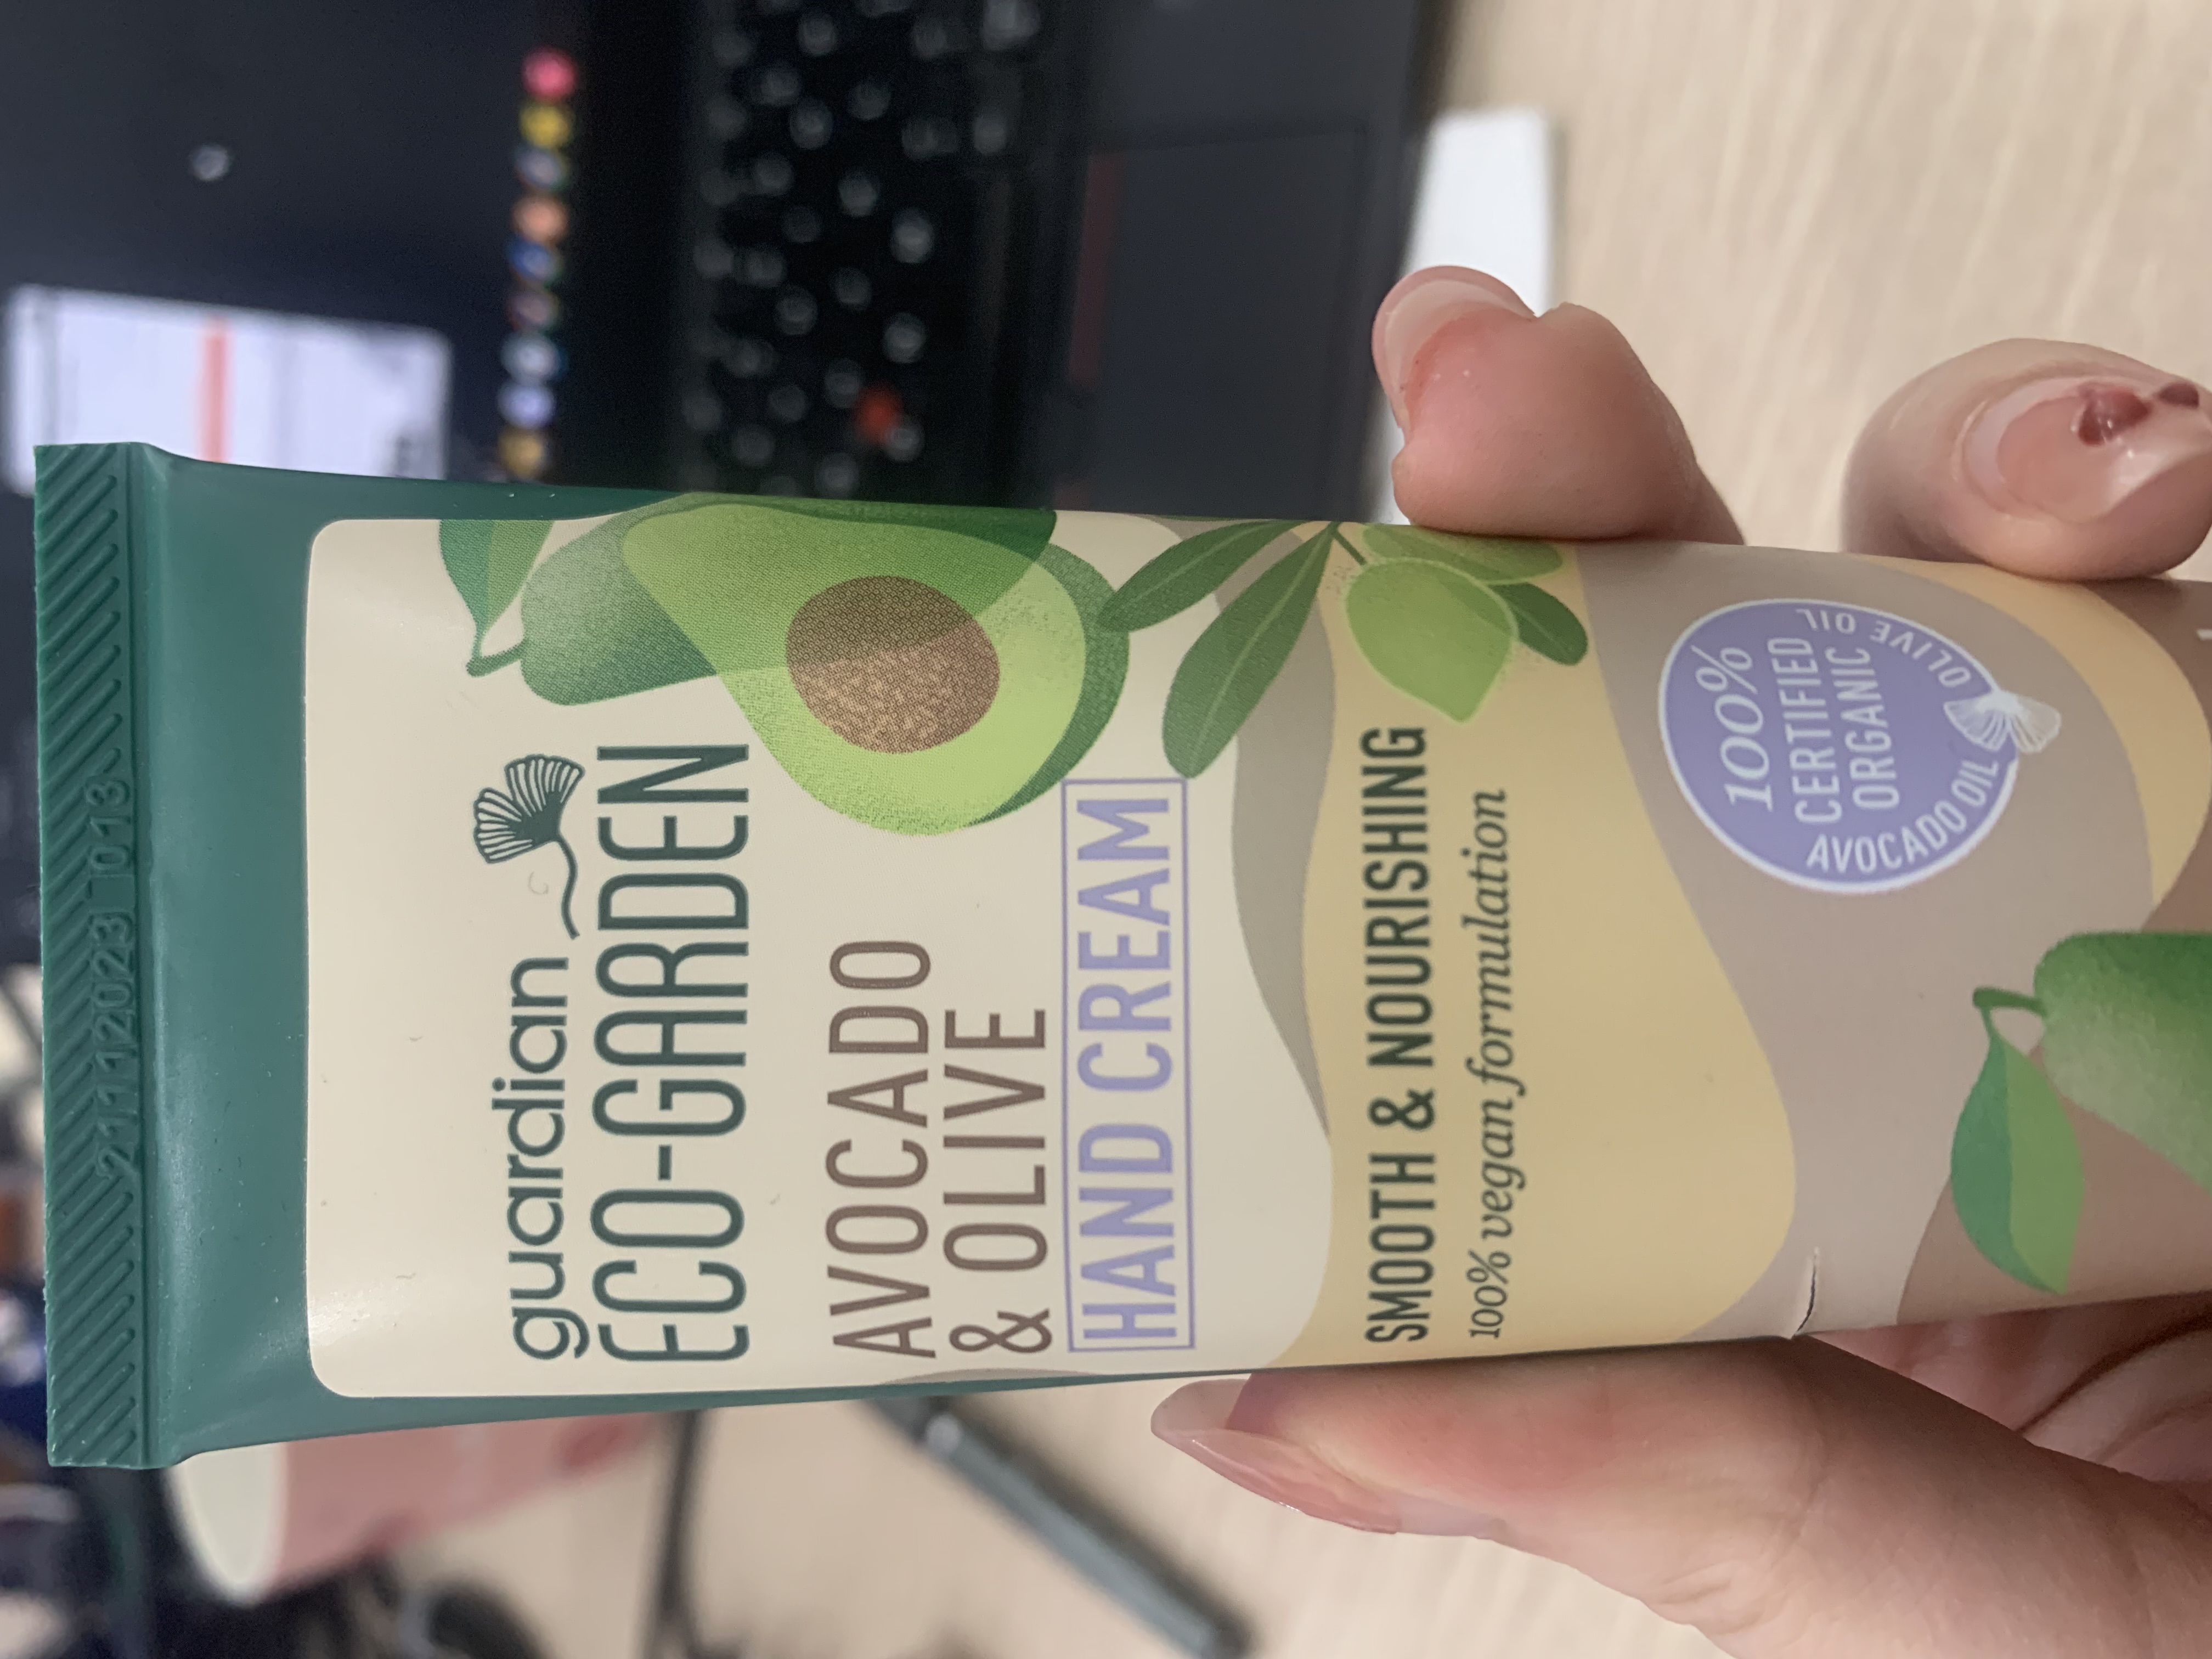 21112023 1013
guardian
ECO-GARDEN
AVOCADO
& OLIVE
HAND CREAM
SMOOTH & NOURISHING
100% vegan formulation
100%
CERTIFIED
ORGANIC
AVOCADO OIL OLIVE OIL